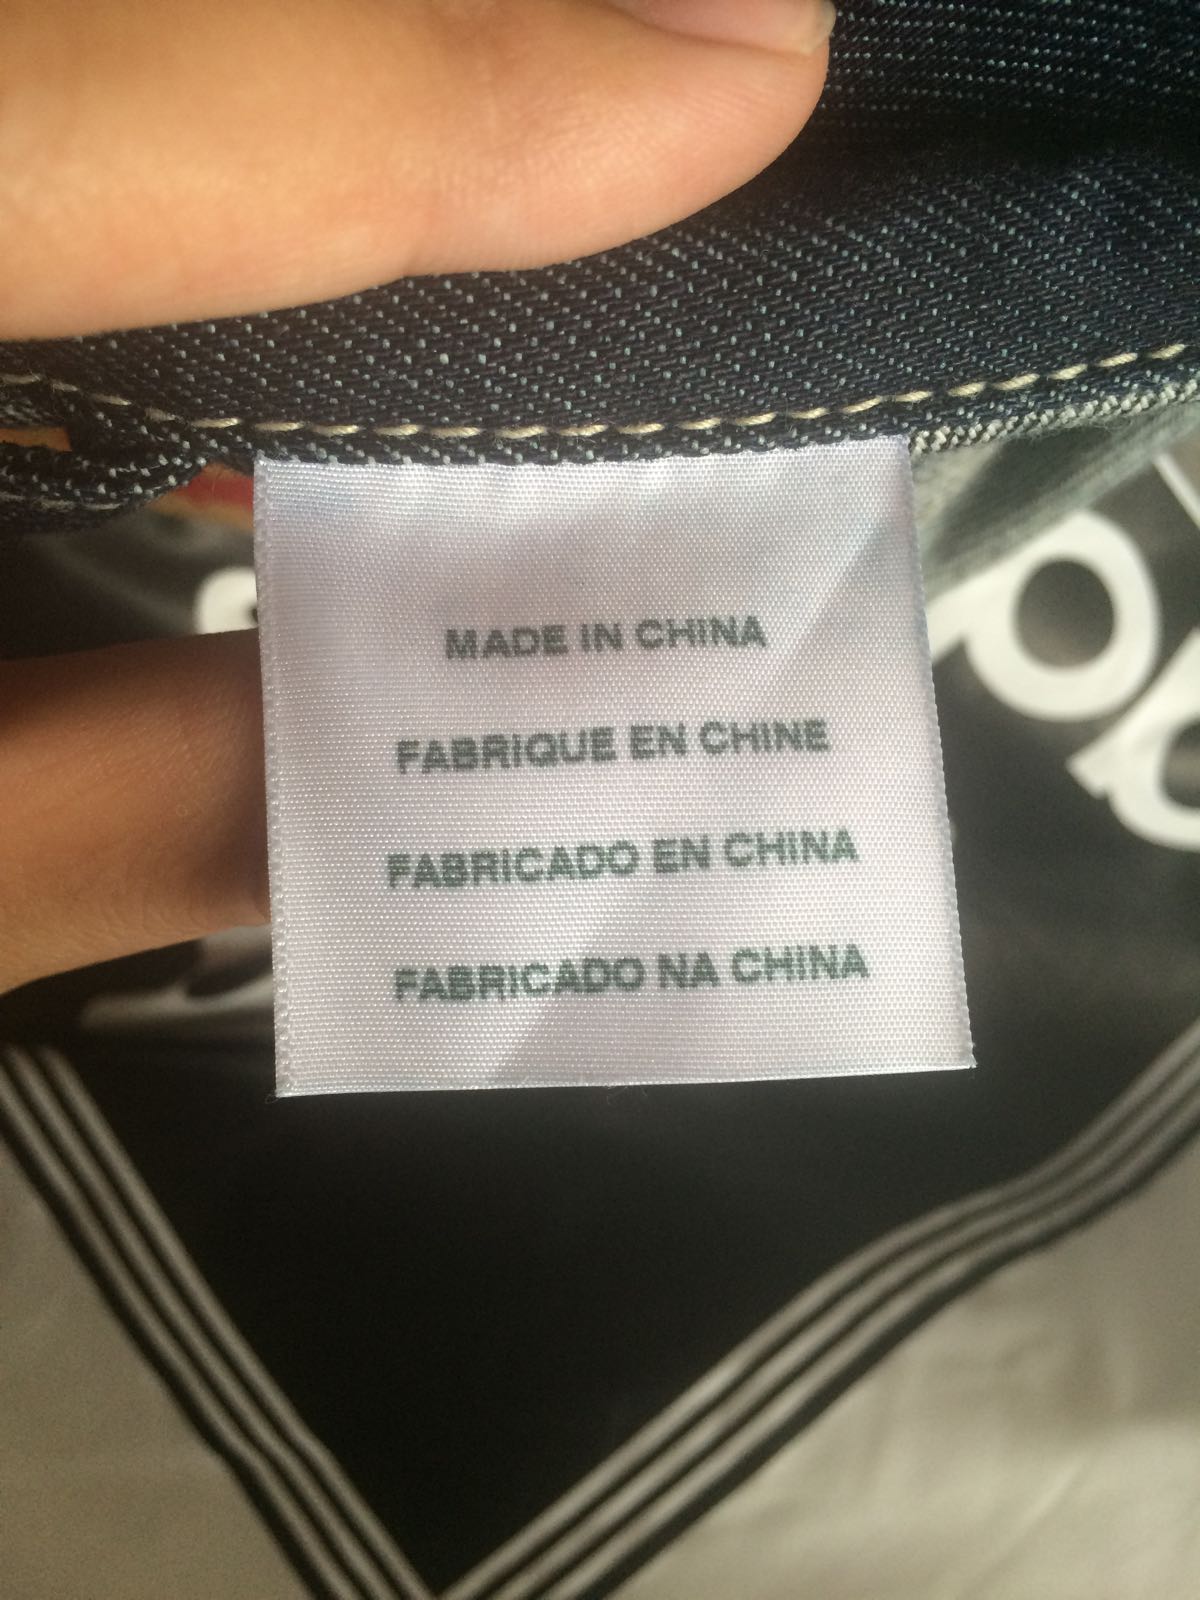 MADE IN CHINA
FABRIQUE EN CHINE
FABRICADO EN CHINA
FABRICADO NA CHINA